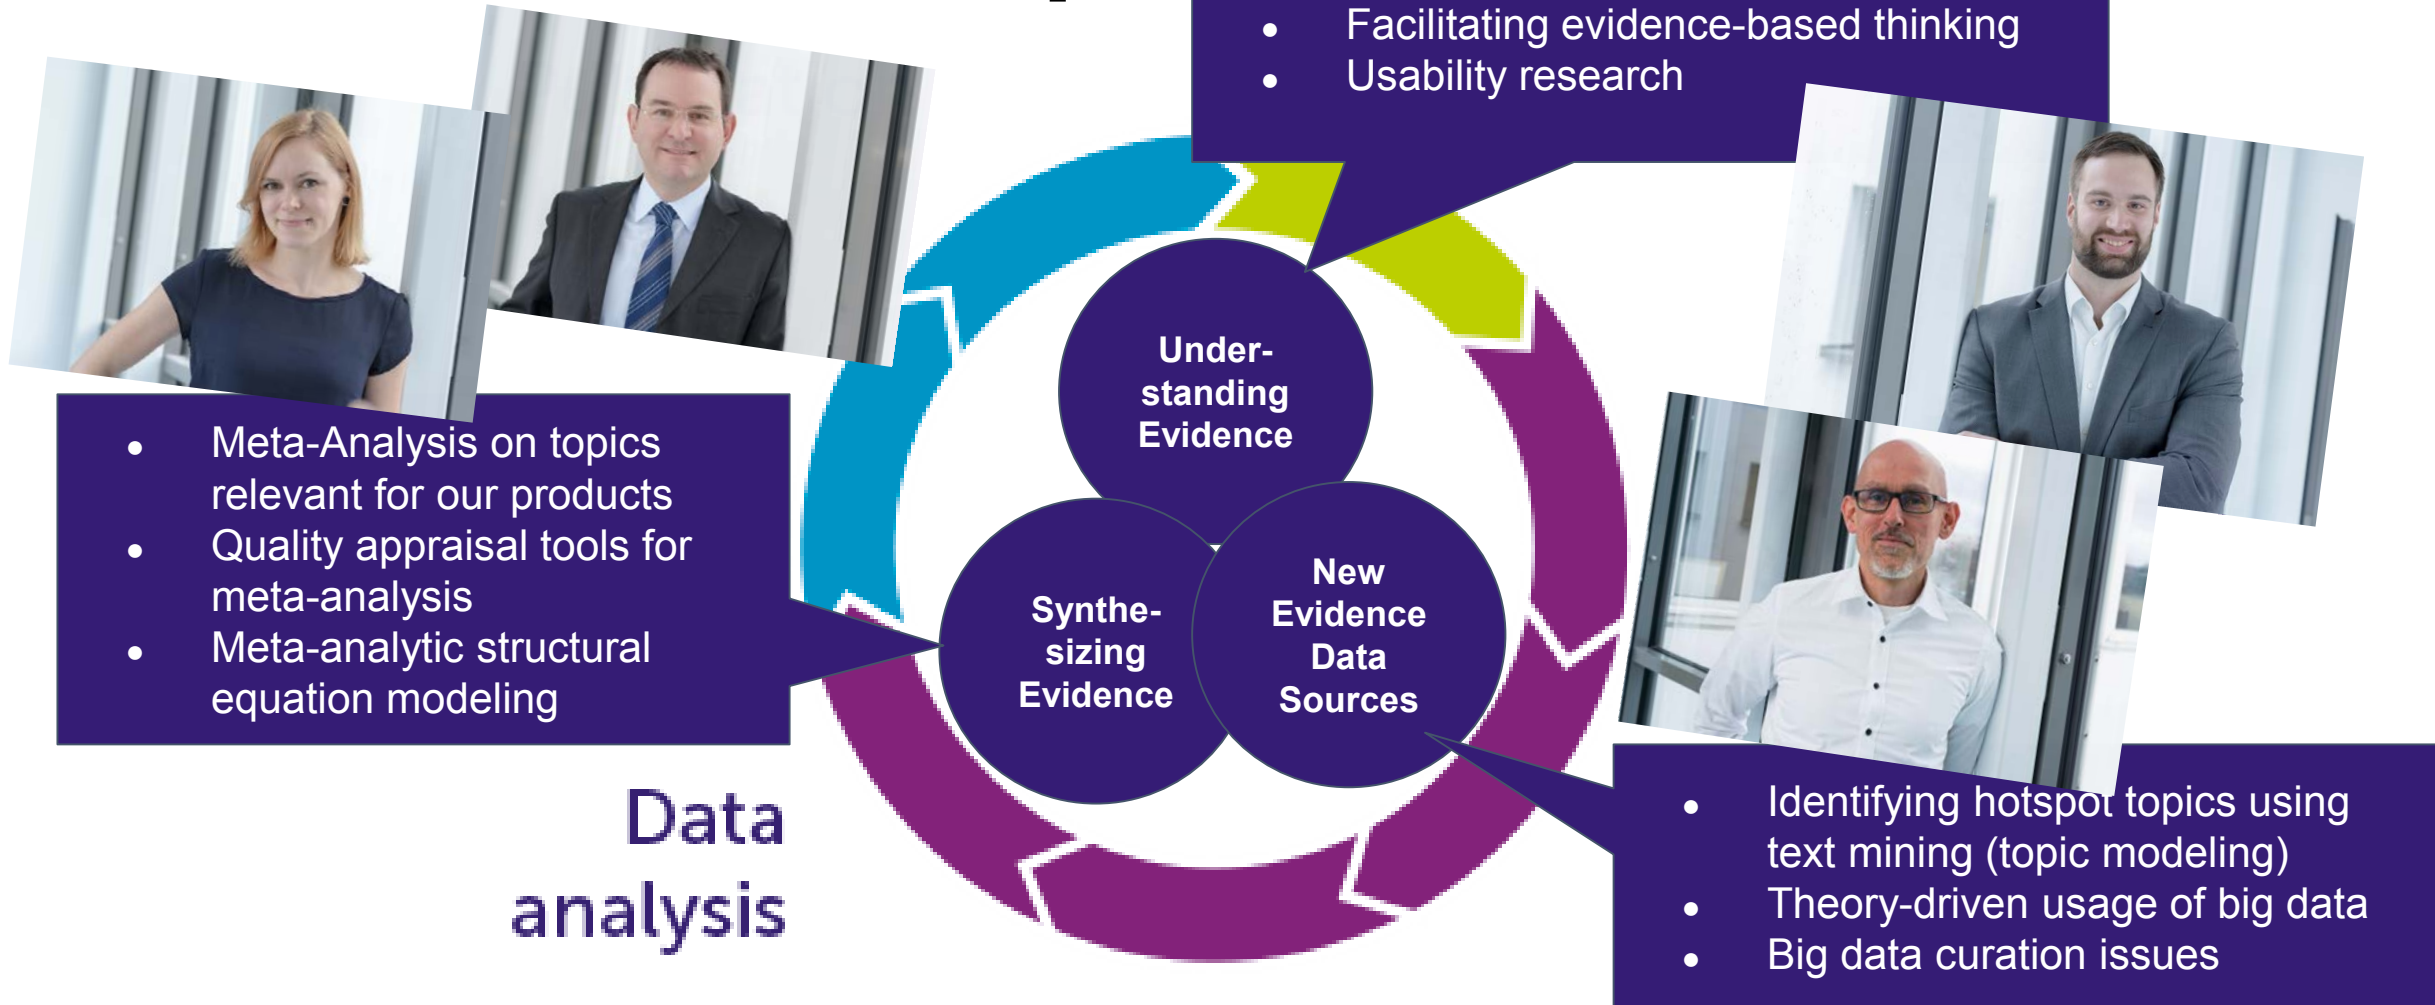 Facilitating evidence-based thinking
Usability research
Under-
standing
Evidence
Meta-Analysis on topics
relevant for our products
Quality appraisal tools for
meta-analysis
Meta-analytic structural
equation modeling
Synthe-
sizing
Evidence
New
Evidence
Data
Sources
Data
analysis
Identifying hotspot topics using
text mining (topic modeling)
Theory-driven usage of big data
Big data curation issues